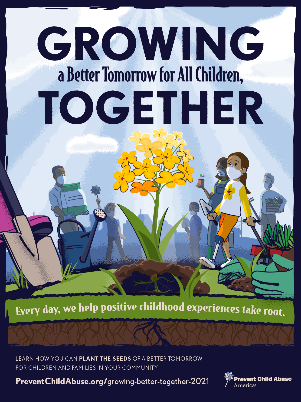 GROWING
a Better Tomorrow for All Children,
TOGETHER
Every day, we help positive childhood experiences take root.
LEARN HOW YOU CAN PLANT THE SEEDS OF A BETTER TOMORROW
FOR CHILDREN AND FAMILIES IN YOUR COMMUNITY
PreventChildAbuse.org/growing-better-together-2021
Prevent Child Abuse
America